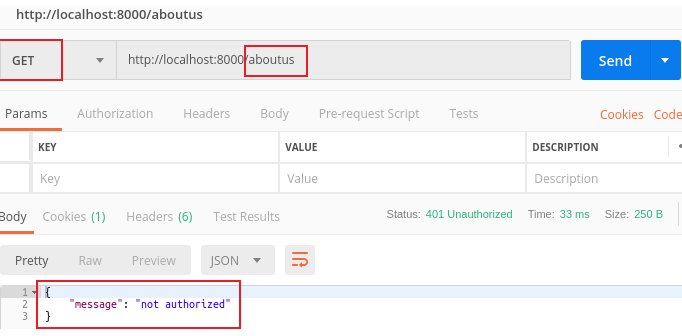 http://localhost:8000/aboutus
GET http://localhost:8000/aboutus Send
Params Authorization Headers Body Pre-request Script Tests Cookies Code
KEY VALUE DESCRIPTION
Key Value Description
Body Cookies (1) Headers (6) Test Results Status: 401 Unauthorized Time: 33 ms Size: 250 B
Pretty Raw Preview JSON
1 {
2 "message": "not authorized"
3 }